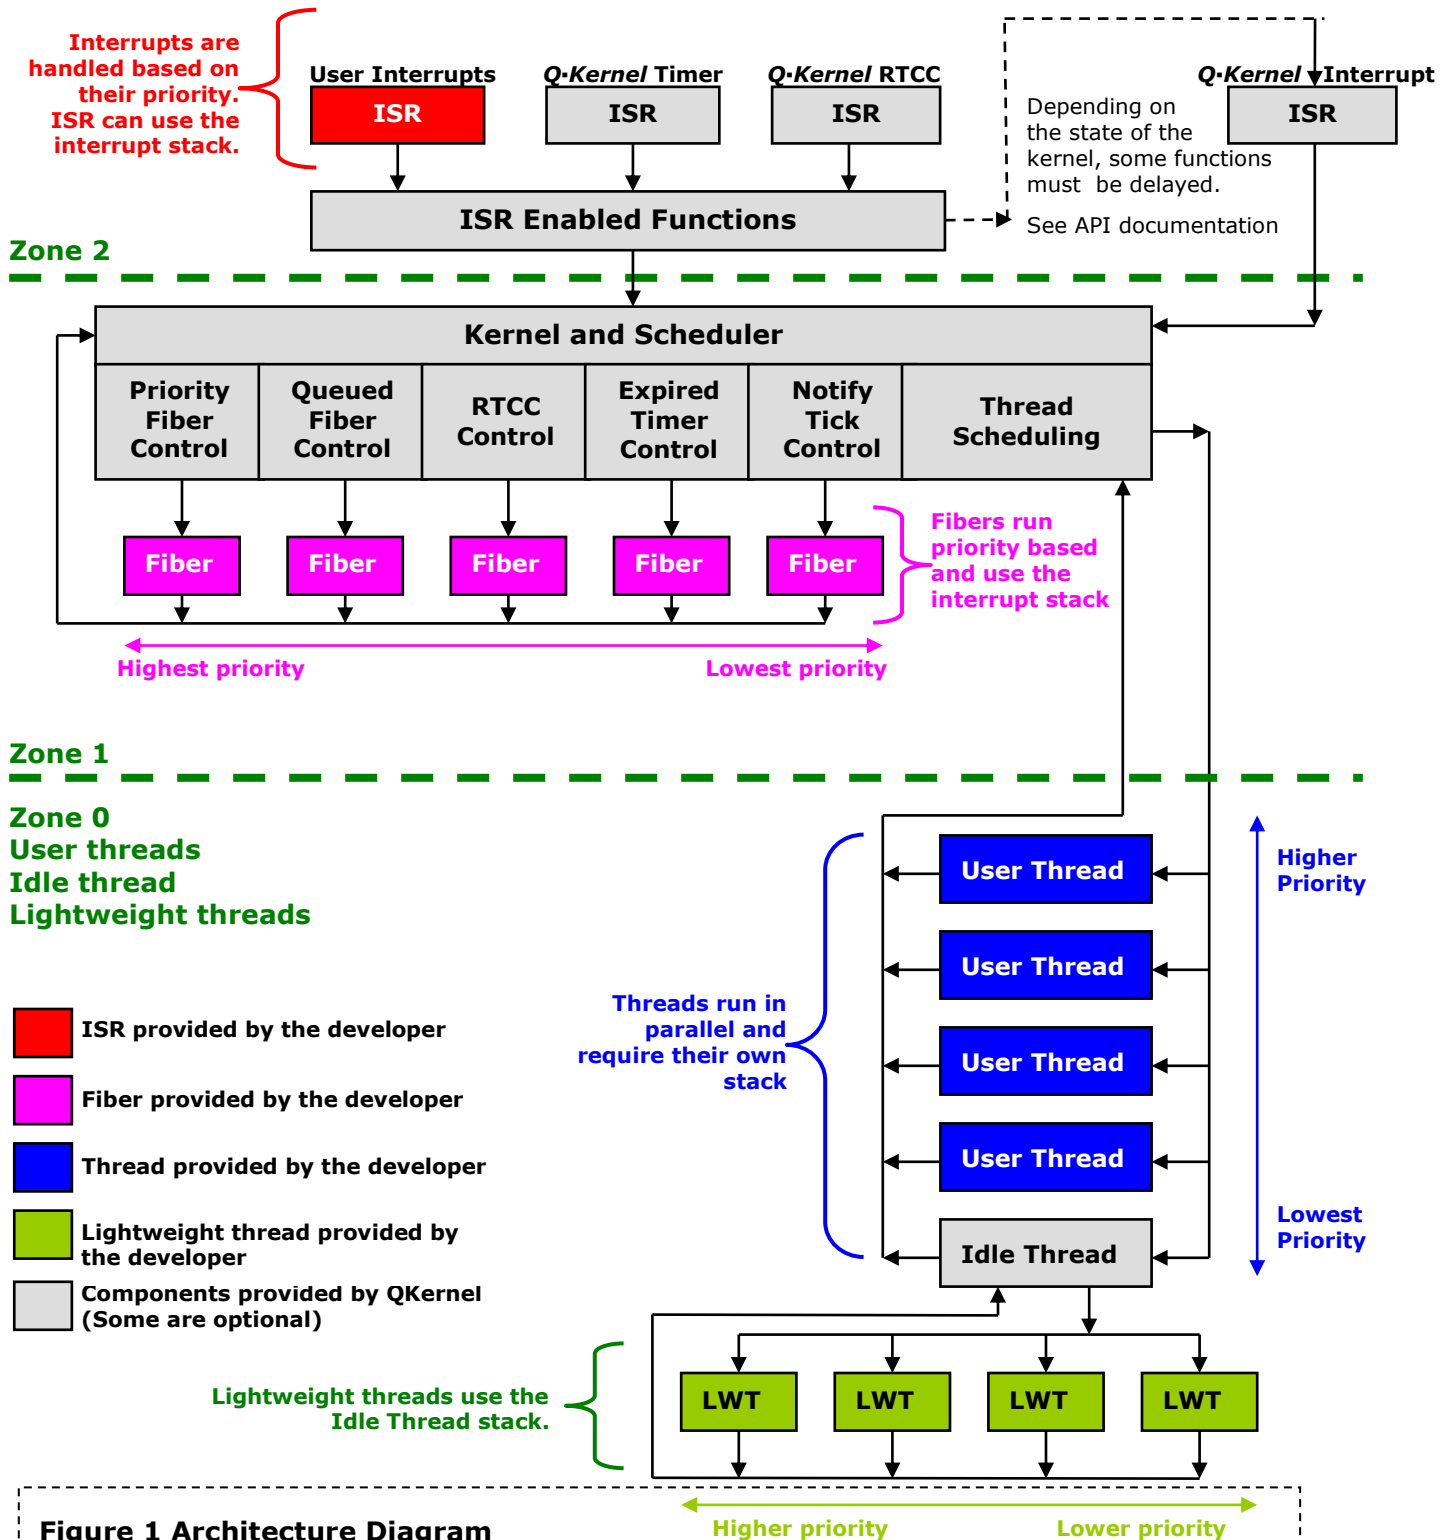 Interrupts are
handled based on
their priority.
ISR can use the
interrupt stack.
User Interrupts
Q·Kernel Timer
Q·Kernel RTCC
Q·Kernel Interrupt
ISR
ISR
ISR
ISR
Depending on
the state of the
kernel, some functions
must be delayed.
See API documentation
ISR Enabled Functions
Zone 2
Kernel and Scheduler
Priority
Fiber
Control
Queued
Fiber
Control
RTCC
Control
Expired
Timer
Control
Notify
Tick
Control
Thread
Scheduling
Fiber
Fiber
Fiber
Fiber
Fiber
Fibers run
priority based
and use the
interrupt stack
Highest priority
Lowest priority
Zone 1
Zone 0
User threads
Idle thread
Lightweight threads
User Thread
User Thread
User Thread
User Thread
Idle Thread
Higher
Priority
Lowest
Priority
Threads run in
parallel and
require their own
stack
ISR provided by the developer
Fiber provided by the developer
Thread provided by the developer
Lightweight thread provided by
the developer
Components provided by QKernel
(Some are optional)
Lightweight threads use the
Idle Thread stack.
LWT
LWT
LWT
LWT
Higher priority
Lower priority
Figure 1 Architecture Diagram